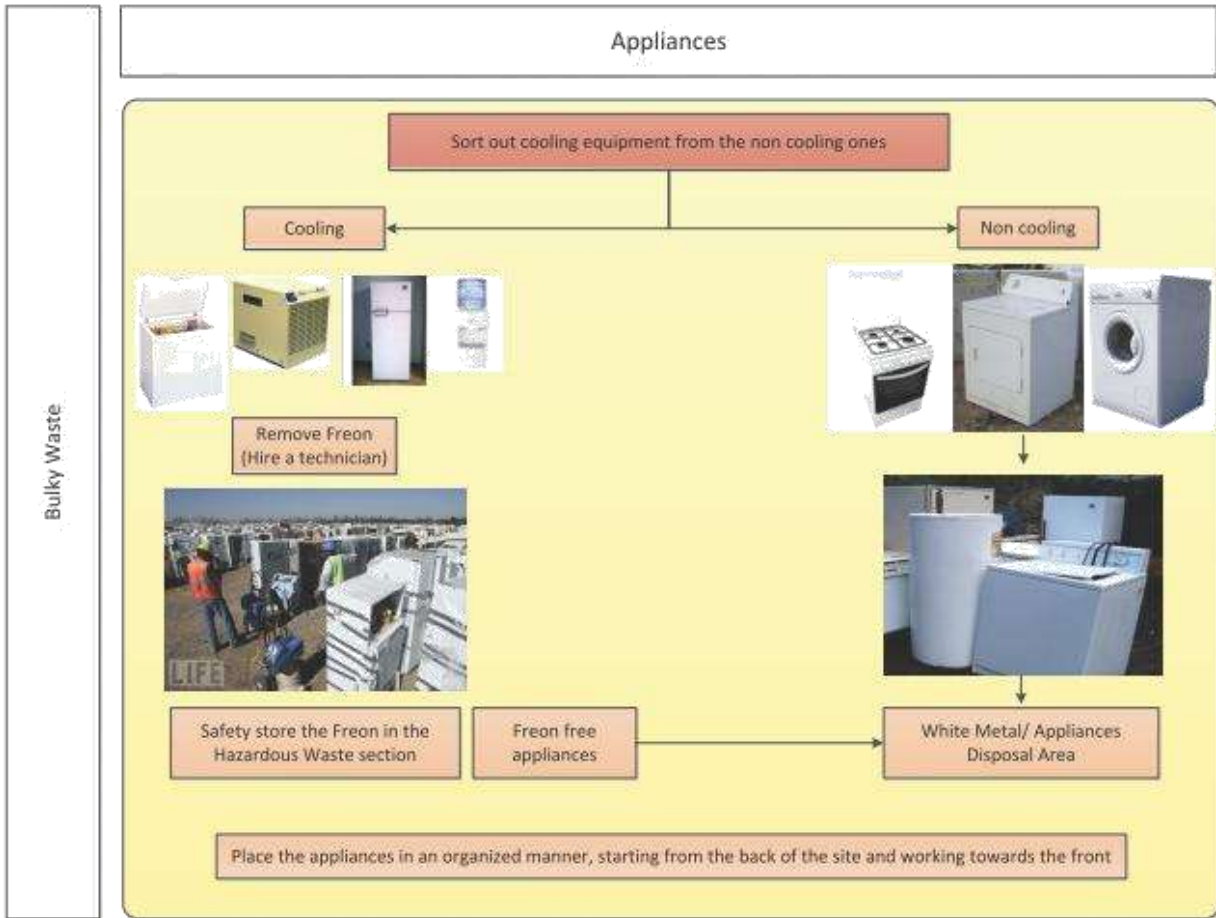 Appliances
Bulky Waste
Sort out cooling equipment from the non cooling ones
Cooling
Non cooling
Remove Freon
(Hire a technician)
LIFE
Safety store the Freon in the
Hazardous Waste section
Freon free
appliances
White Metal/ Appliances
Disposal Area
Place the appliances in an organized manner, starting from the back of the site and working towards the front